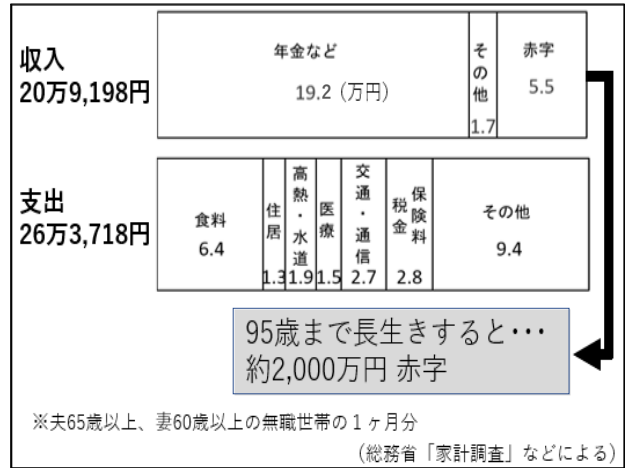 収入
20万9,198円
年金など
19.2 (万円)
その他
1.7
赤字
5.5
支出
26万3,718円
食料
6.4
住居
1.3
高熱・水道
1.9
医療
1.5
交通・通信
2.7
保険料
税金
2.8
その他
9.4
95歳まで長生きすると・・・
約2,000万円 赤字
※夫65歳以上、妻60歳以上の無職世帯の１ヶ月分
(総務省「家計調査」などによる)